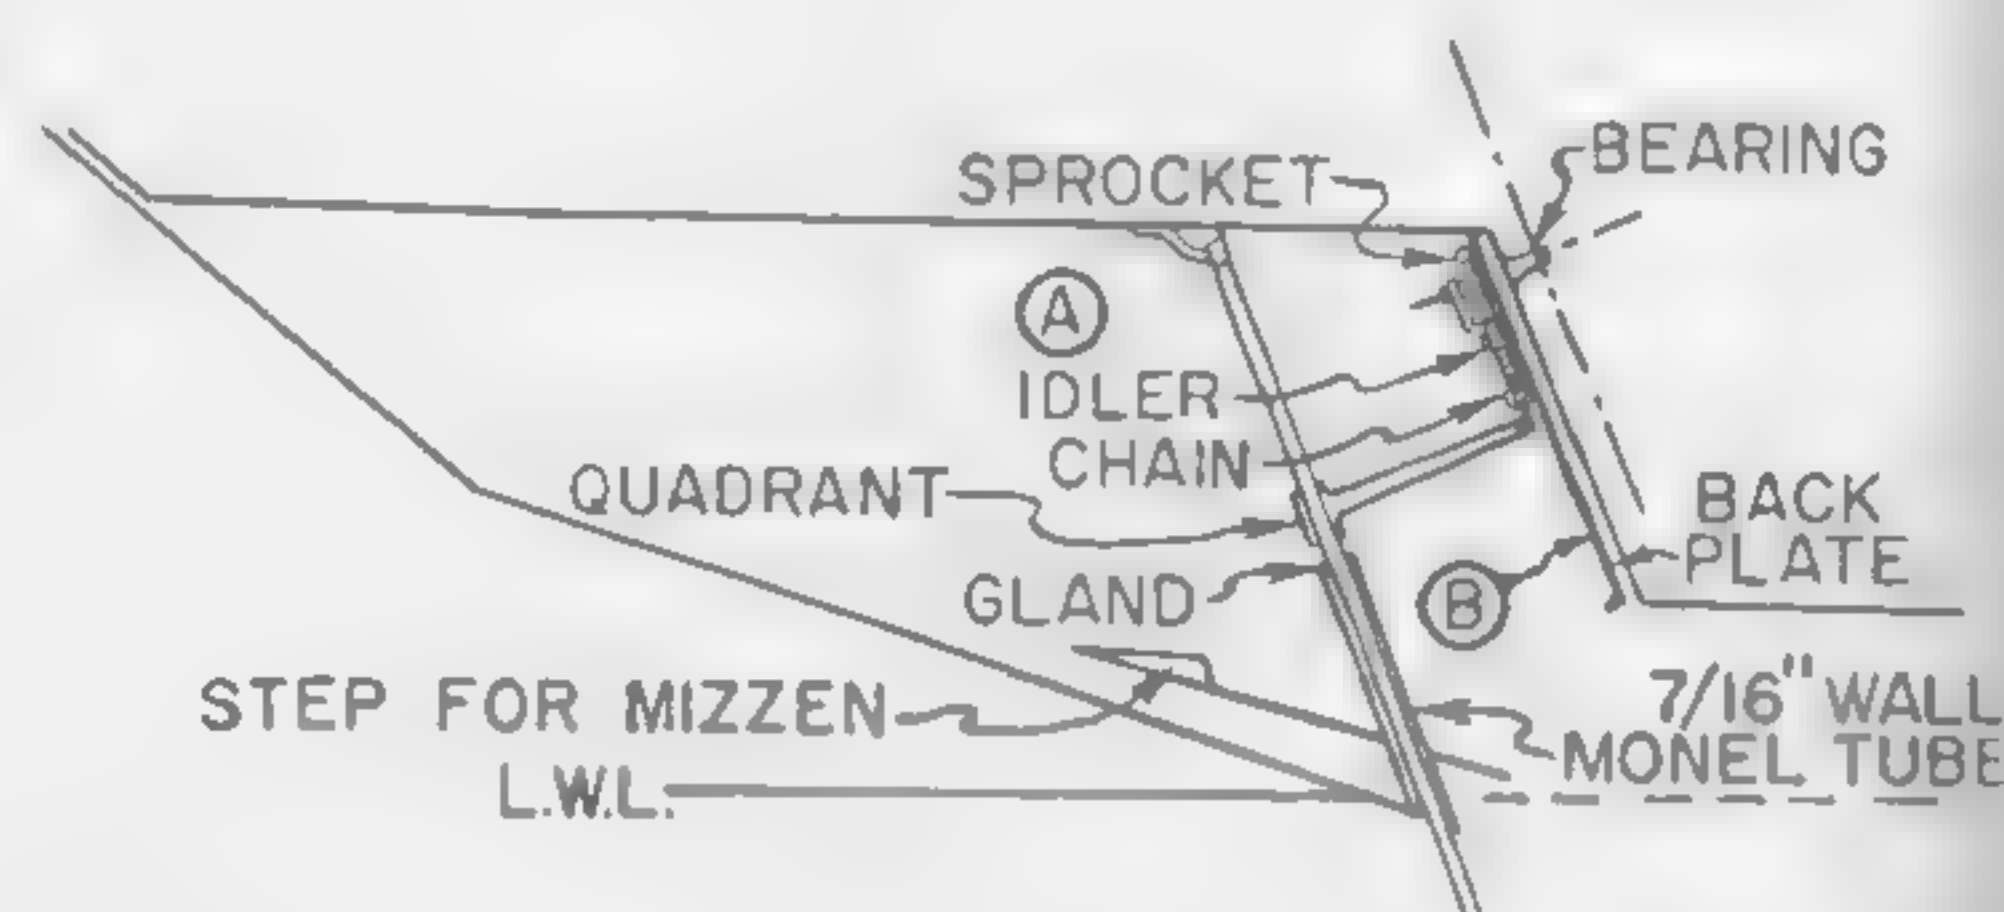 SPROCKET
BEARING
A
IDLER
CHAIN
QUADRANT
BACK
PLATE
GLAND
B
STEP FOR MIZZEN
7/16" WALL
MONEL TUBE
L.W.L.